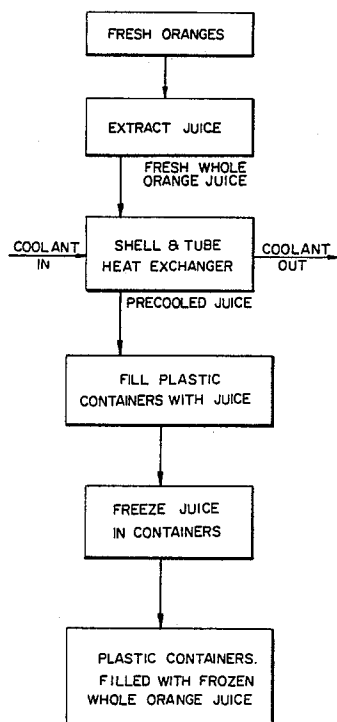 FRESH ORANGES
EXTRACT JUICE
FRESH WHOLE
ORANGE JUICE
COOLANT
IN
SHELL & TUBE
HEAT EXCHANGER
COOLANT
OUT
PRECOOLED JUICE
FILL PLASTIC
CONTAINERS WITH JUICE
FREEZE JUICE
IN CONTAINERS
PLASTIC CONTAINERS.
FILLED WITH FROZEN
WHOLE ORANGE JUICE